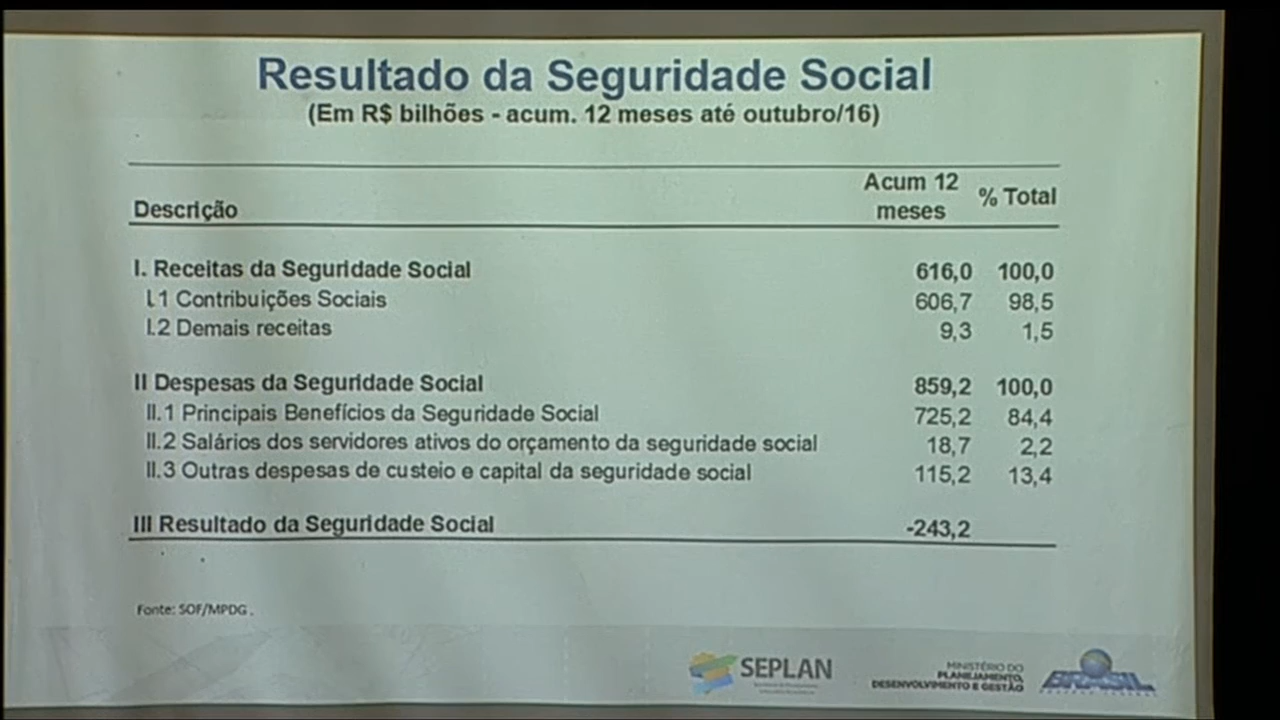 Resultado da Seguridade Social
(Em R$ bilhões - acum. 12 meses até outubro/16)
Descrição Acum 12 meses % Total
I. Receitas da Seguridade Social 616,0 100,0
I.1 Contribuições Sociais 606,7 98,5
I.2 Demais receitas 9,3 1,5
II Despesas da Seguridade Social 859,2 100,0
II.1 Principais Benefícios da Seguridade Social 725,2 84,4
II.2 Salários dos servidores ativos do orçamento da seguridade social 18,7 2,2
II.3 Outras despesas de custeio e capital da seguridade social 115,2 13,4
III Resultado da Seguridade Social -243,2
Fonte: SOF/MPDG .
SEPLAN
MINISTÉRIO DO
PLANEJAMENTO,
DESENVOLVIMENTO E GESTÃO
BRASIL